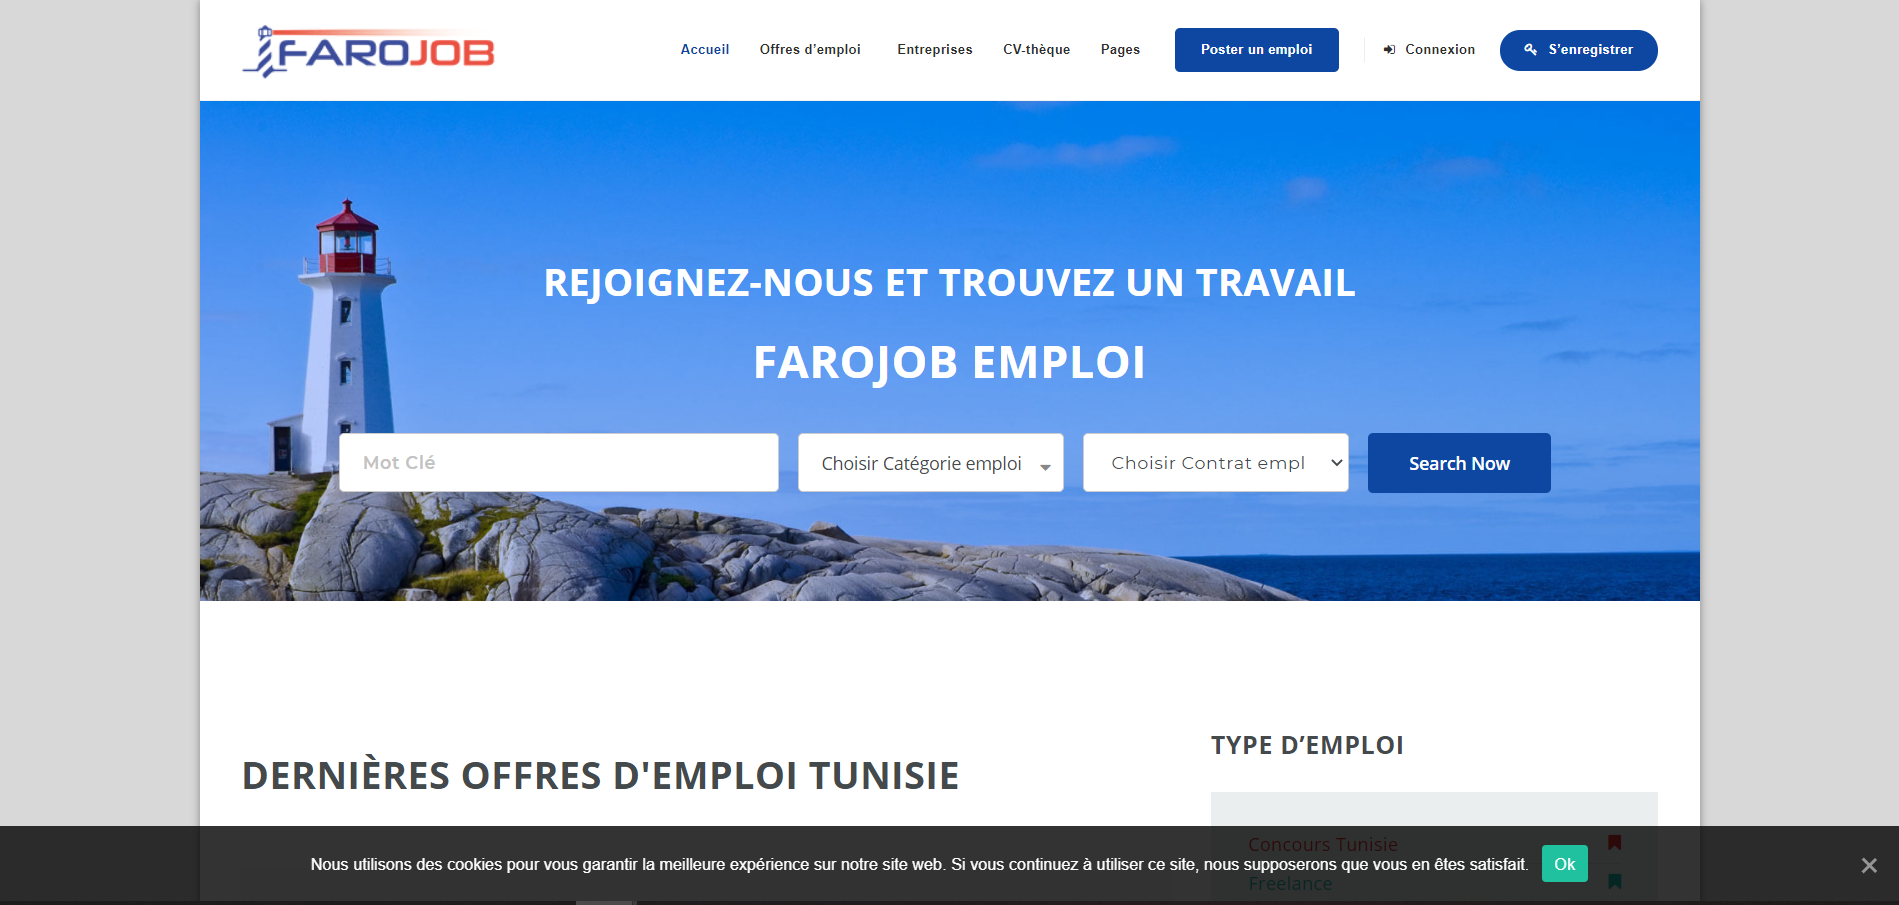 FAROJOB
Accueil
Offres d’emploi
Entreprises
CV-thèque
Pages
Poster un emploi
Connexion
S’enregistrer
REJOIGNEZ-NOUS ET TROUVEZ UN TRAVAIL
FAROJOB EMPLOI
Mot Clé
Choisir Catégorie emploi
Choisir Contrat empl
Search Now
TYPE D’EMPLOI
DERNIÈRES OFFRES D'EMPLOI TUNISIE
Concours Tunisie
Freelance
Nous utilisons des cookies pour vous garantir la meilleure expérience sur notre site web. Si vous continuez à utiliser ce site, nous supposerons que vous en êtes satisfait.
Ok